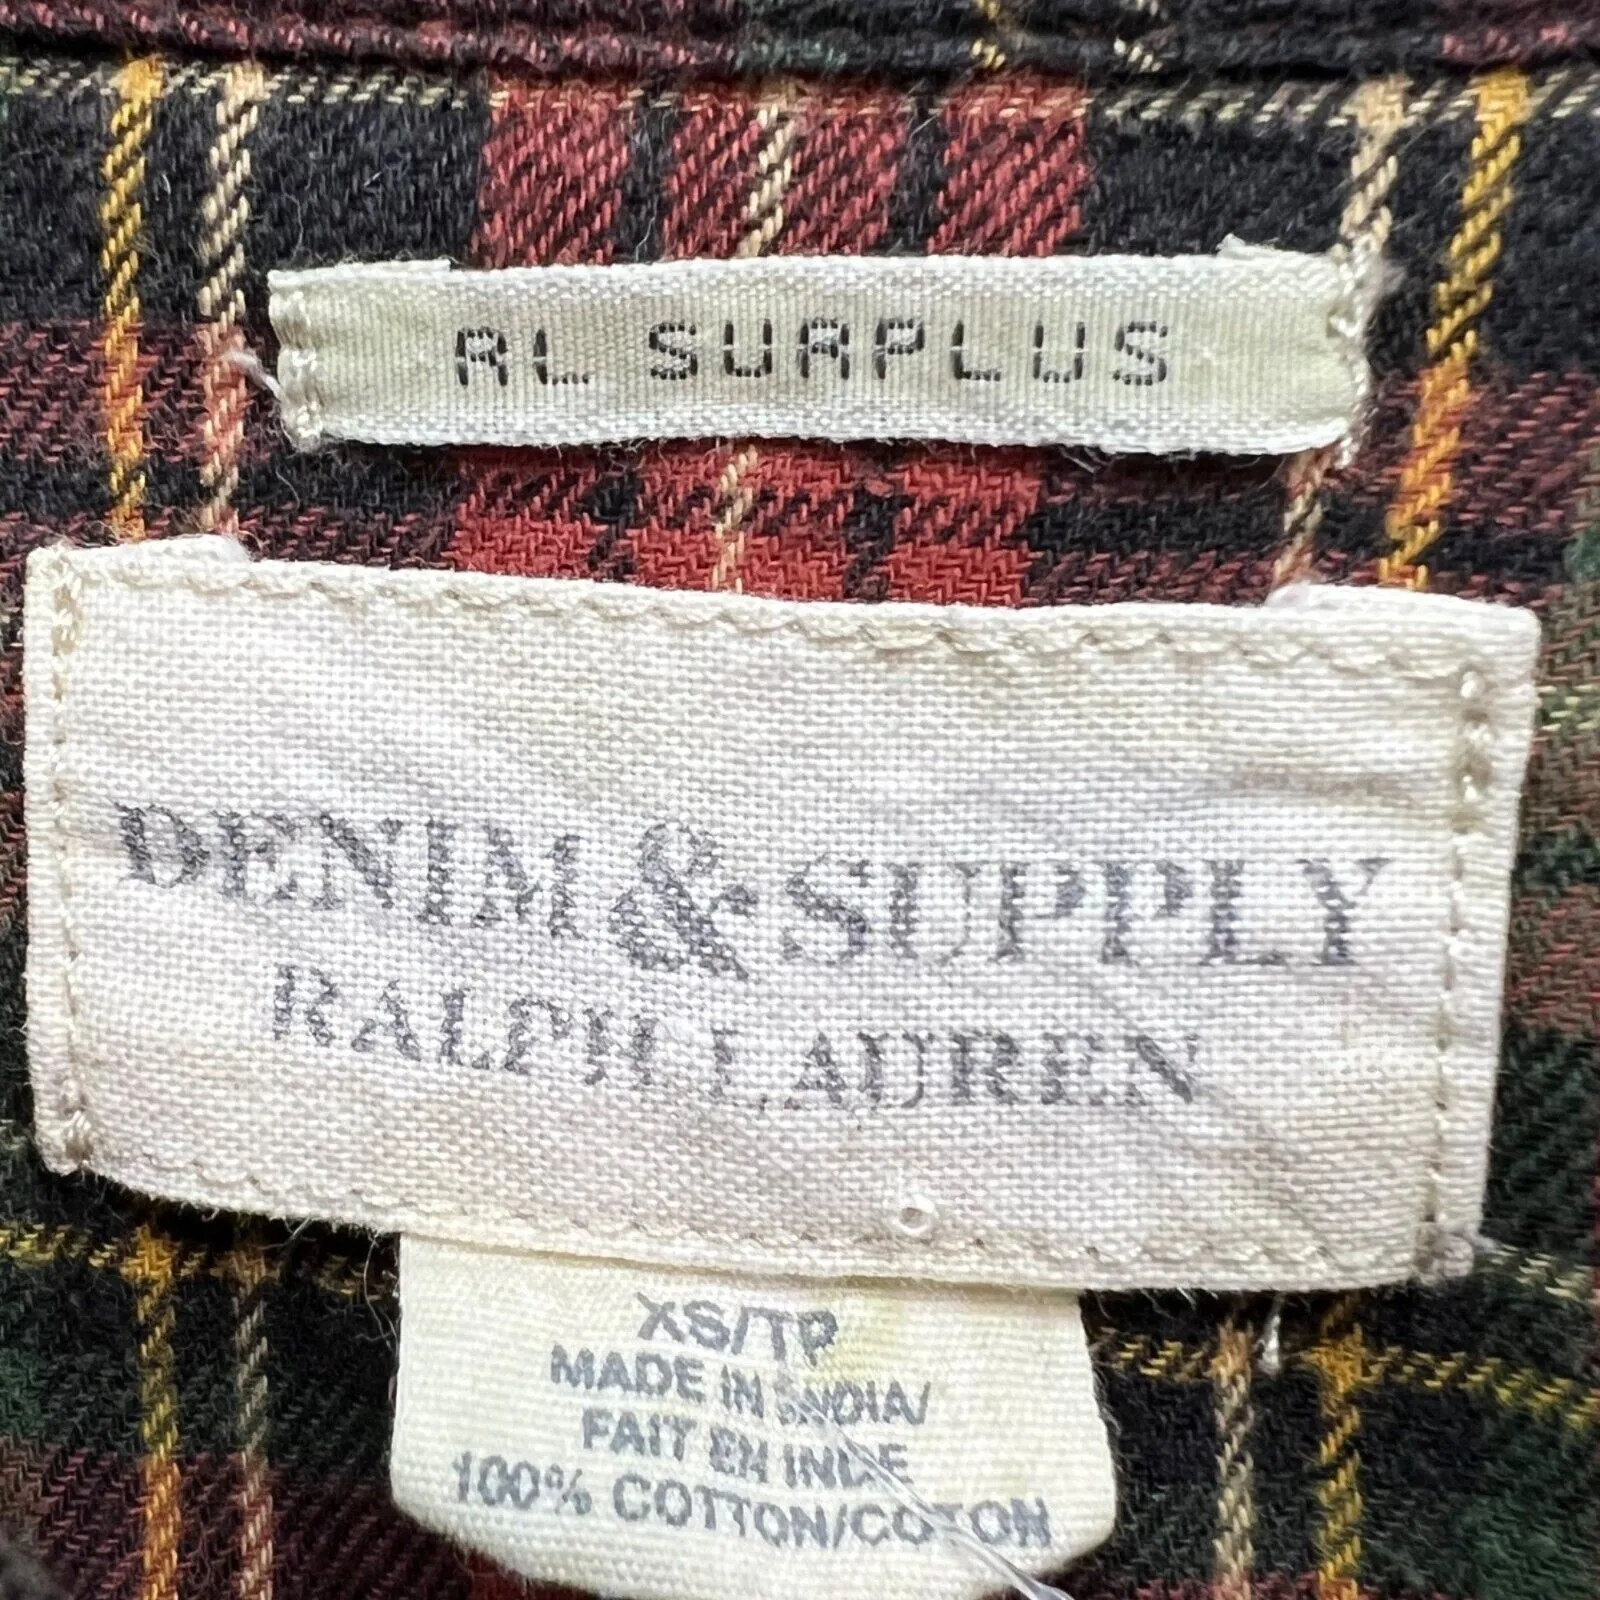 RL SURPLUS
DENIM & SUPPLY
RALPH LAUREN
XS/TP
MADE IN INDIA/
FAIT EN INDE
100% COTTON/COTON